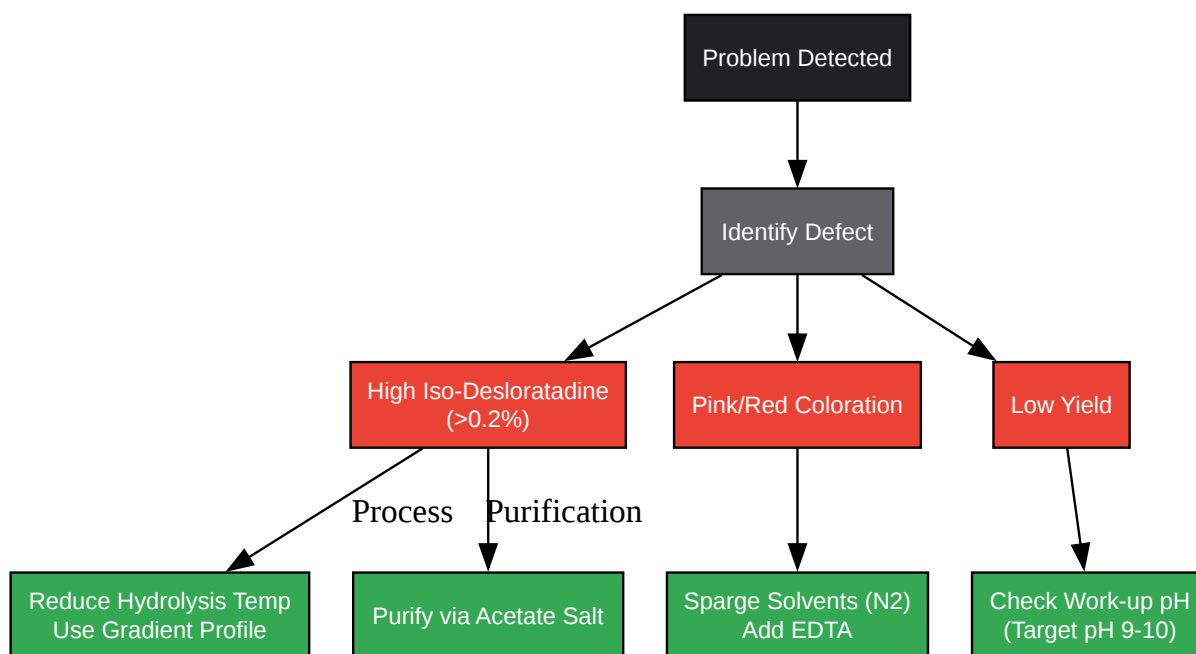 Problem Detected
Identify Defect
High Iso-Desloratadine
(>0.2%)
Pink/Red Coloration
Low Yield
Process
Purification
Reduce Hydrolysis Temp
Use Gradient Profile
Purify via Acetate Salt
Sparge Solvents (N2)
Add EDTA
Check Work-up pH
(Target pH 9-10)